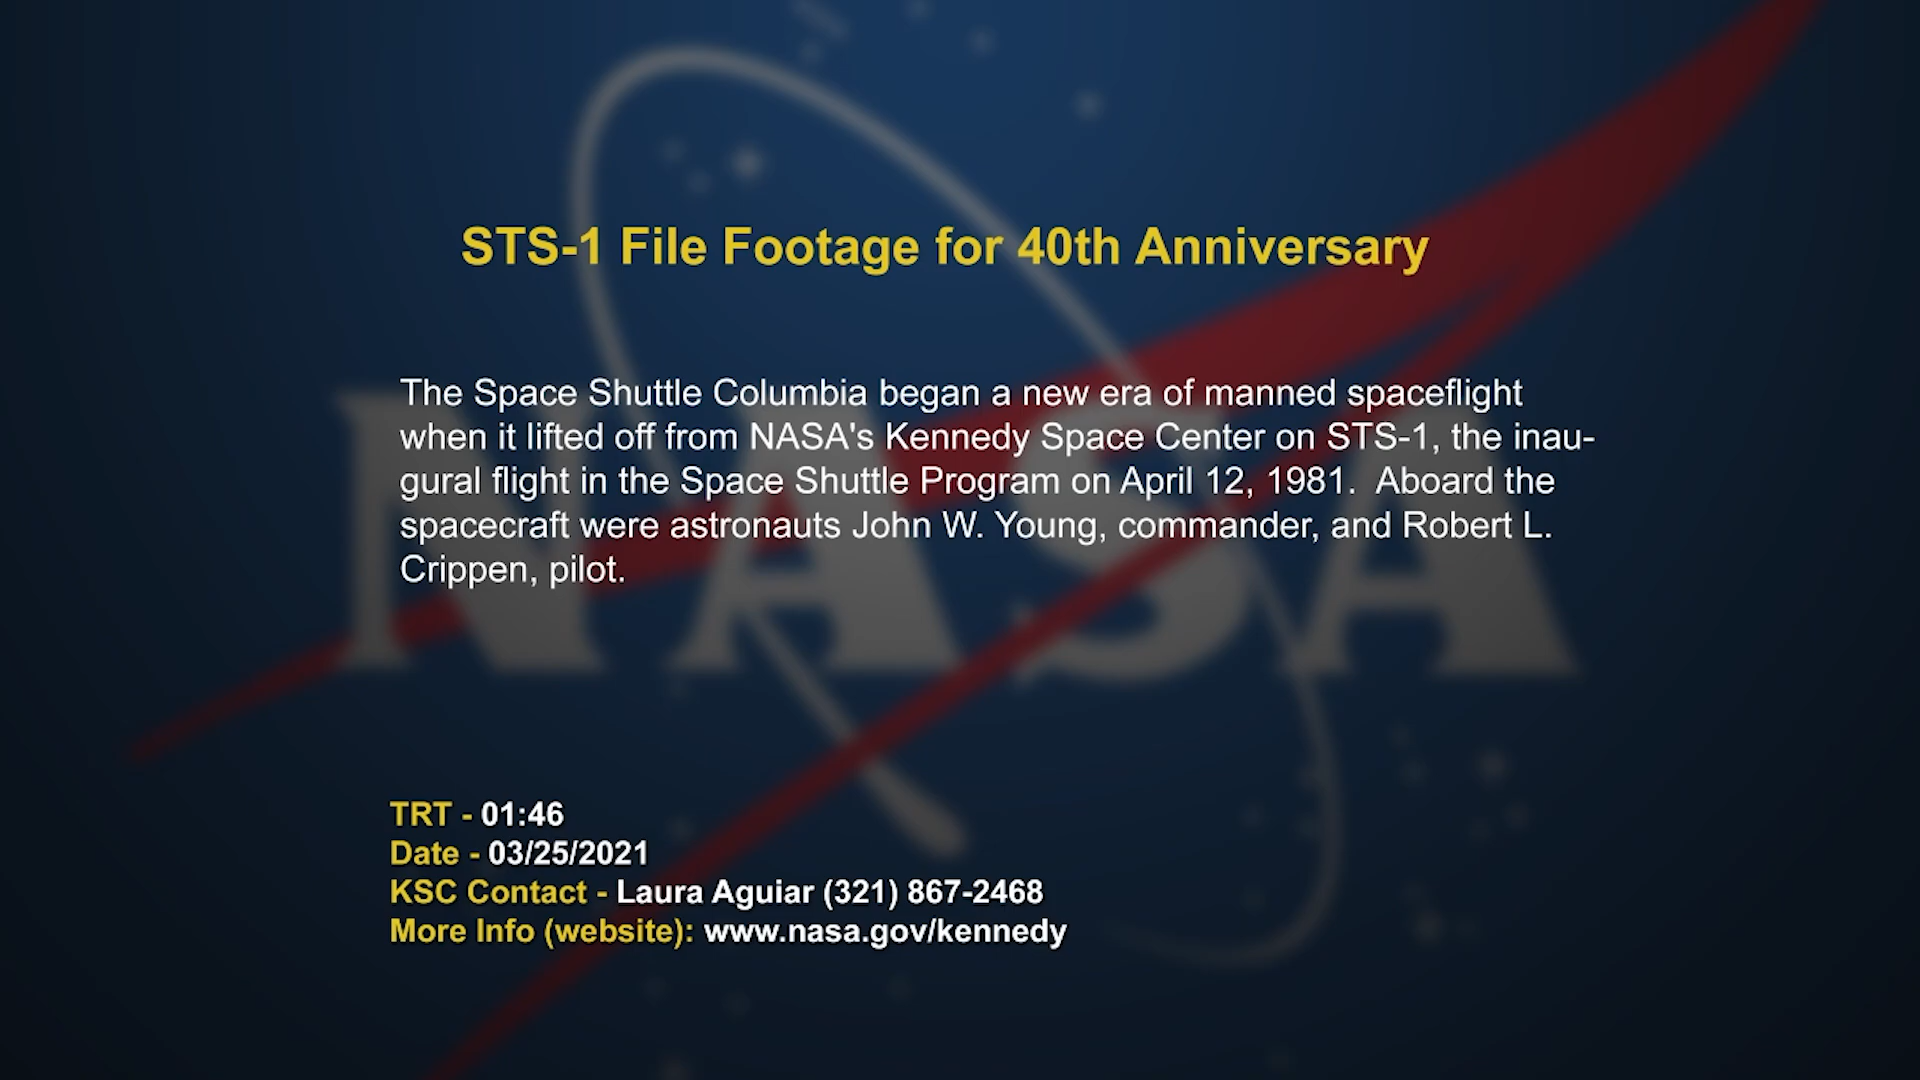 STS-1 File Footage for 40th Anniversary
The Space Shuttle Columbia began a new era of manned spaceflight
when it lifted off from NASA's Kennedy Space Center on STS-1, the inau-
gural flight in the Space Shuttle Program on April 12, 1981.  Aboard the
spacecraft were astronauts John W. Young, commander, and Robert L.
Crippen, pilot.
NASA
TRT - 01:46
Date - 03/25/2021
KSC Contact - Laura Aguiar (321) 867-2468
More Info (website): www.nasa.gov/kennedy